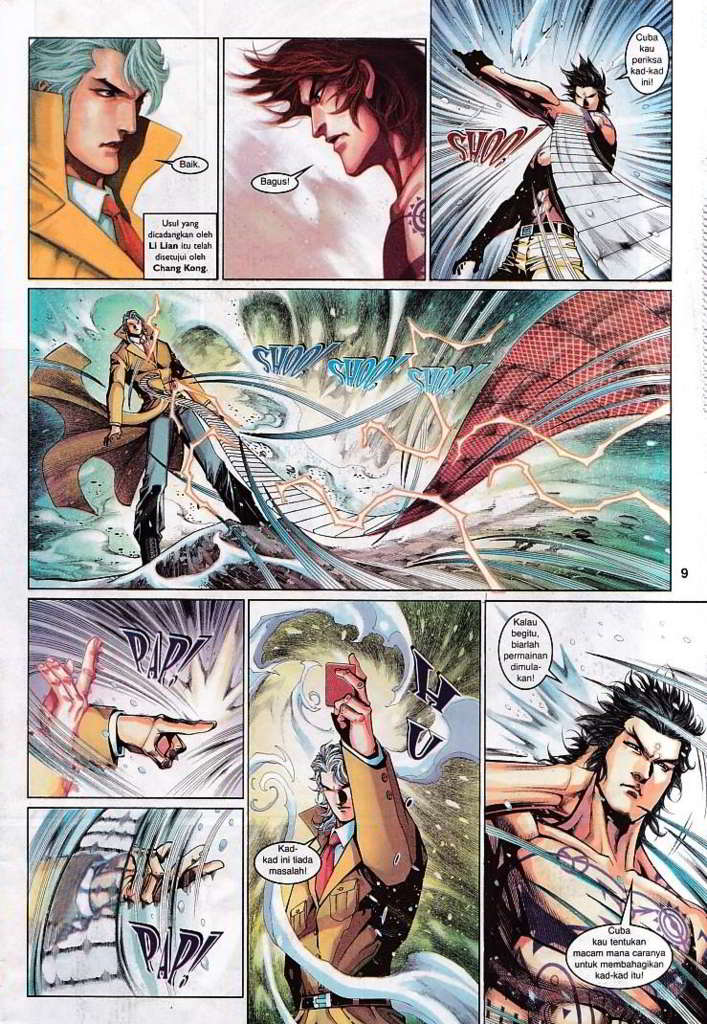 Baik.
Usul yang
dicadangkan oleh
Li Lian itu telah
disetujui oleh
Chang Kong.
Bagus!
Cuba
kau
periksa
kad-kad
ini!
SHOO!
SHOO!
SHOO!
SHOO!
9
PAP!
PAP!
HU
Kad-
kad ini tiada
masalah!
Kalau
begitu,
biarlah
permainan
dimula-
kan!
Cuba
kau tentukan
macam mana caranya
untuk membahagikan
kad-kad itu!